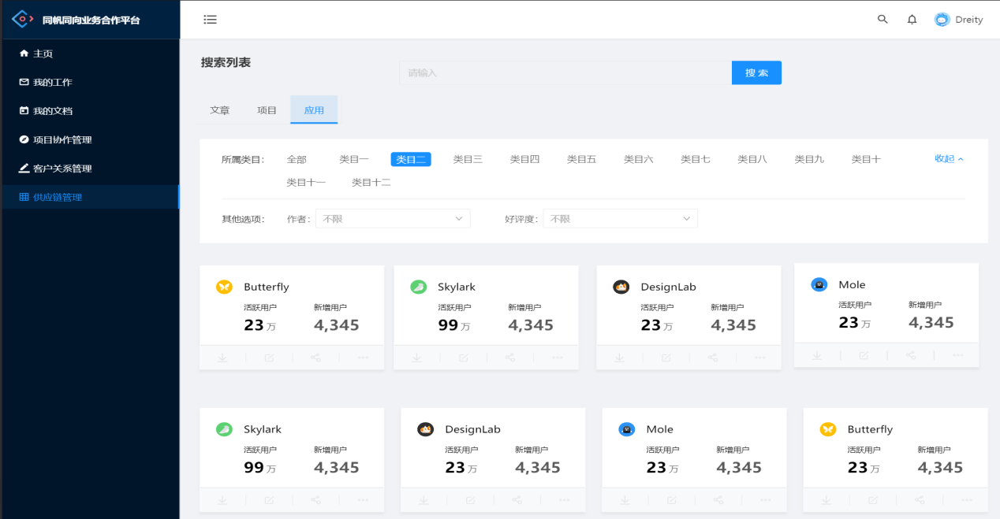 同帆同向业务合作平台
Dreity
主页
我的工作
我的文档
项目协作管理
客户关系管理
供应链管理
搜索列表
请输入 搜 索
文章 项目 应用
所属类目： 全部 类目一 类目二 类目三 类目四 类目五 类目六 类目七 类目八 类目九 类目十 收起
类目十一 类目十二
其他选项： 作者： 不限 好评度： 不限
Butterfly
活跃用户 新增用户
23 万 4,345
Skylark
活跃用户 新增用户
99 万 4,345
DesignLab
活跃用户 新增用户
23 万 4,345
Mole
活跃用户 新增用户
23 万 4,345
Skylark
活跃用户 新增用户
99 万 4,345
DesignLab
活跃用户 新增用户
23 万 4,345
Mole
活跃用户 新增用户
23 万 4,345
Butterfly
活跃用户 新增用户
23 万 4,345